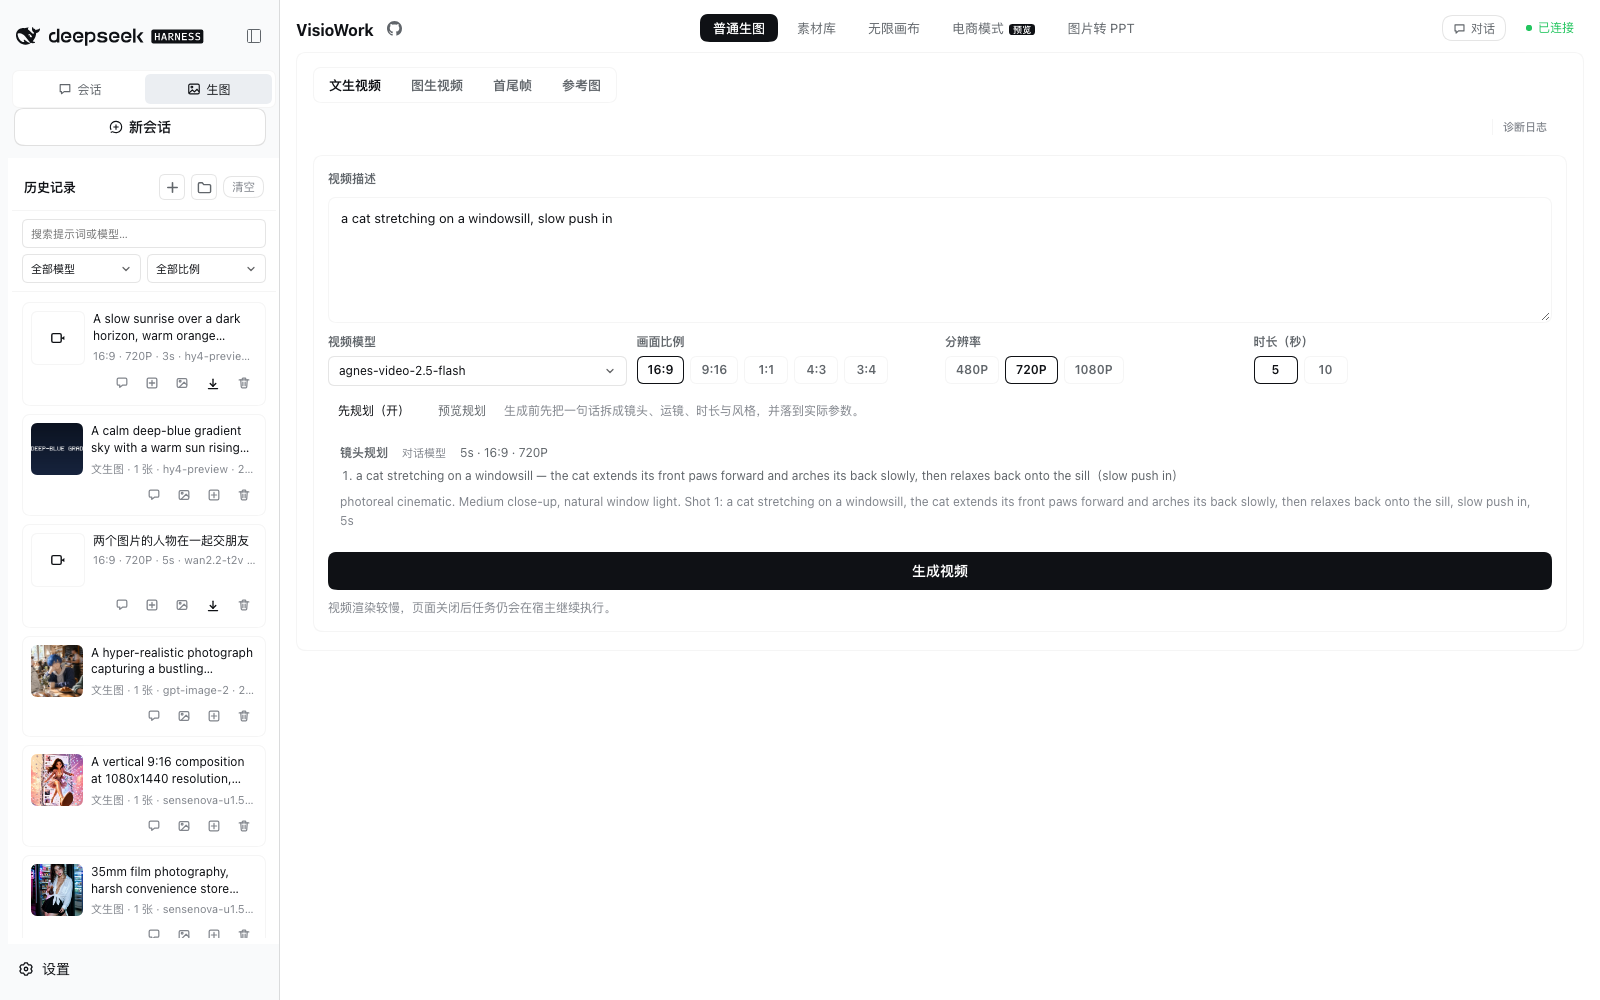 deepseek HARNESS
会话
生图
新会话
历史记录
清空
搜索提示词或模型...
全部模型
全部比例
A slow sunrise over a dark
horizon, warm orange...
16:9 · 720P · 3s · hy4-previe...
A calm deep-blue gradient
sky with a warm sun rising...
文生图 · 1 张 · hy4-preview · 2...
DEEP-BLUE GRAD
两个图片的人物在一起交朋友
16:9 · 720P · 5s · wan2.2-t2v ...
A hyper-realistic photograph
capturing a bustling...
文生图 · 1 张 · gpt-image-2 · 2...
A vertical 9:16 composition
at 1080x1440 resolution,...
文生图 · 1 张 · sensenova-u1.5...
35mm film photography,
harsh convenience store...
文生图 · 1 张 · sensenova-u1.5...
设置
VisioWork
普通生图
素材库
无限画布
电商模式 预览
图片转 PPT
对话
已连接
文生视频
图生视频
首尾帧
参考图
诊断日志
视频描述
a cat stretching on a windowsill, slow push in
视频模型
agnes-video-2.5-flash
画面比例
16:9 9:16 1:1 4:3 3:4
分辨率
480P 720P 1080P
时长（秒）
5 10
先规划（开） 预览规划 生成前先把一句话拆成镜头、运镜、时长与风格，并落到实际参数。
镜头规划 对话模型 5s · 16:9 · 720P
1. a cat stretching on a windowsill — the cat extends its front paws forward and arches its back slowly, then relaxes back onto the sill（slow push in）
photoreal cinematic. Medium close-up, natural window light. Shot 1: a cat stretching on a windowsill, the cat extends its front paws forward and arches its back slowly, then relaxes back onto the sill, slow push in,
5s
生成视频
视频渲染较慢，页面关闭后任务仍会在宿主继续执行。